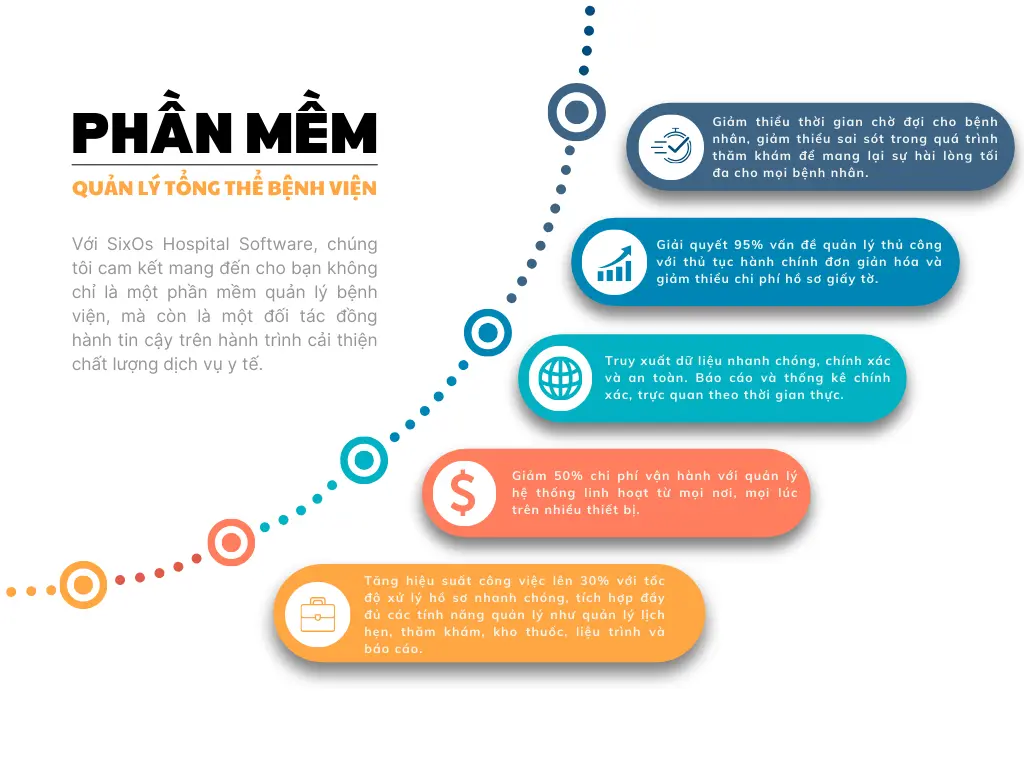 PHẦN MỀM
QUẢN LÝ TỔNG THỂ BỆNH VIỆN
Với SixOs Hospital Software, chúng
tôi cam kết mang đến cho bạn không
chỉ là một phần mềm quản lý bệnh
viện, mà còn là một đối tác đồng
hành tin cậy trên hành trình cải thiện
chất lượng dịch vụ y tế.
Giảm thiểu thời gian chờ đợi cho bệnh
nhân, giảm thiểu sai sót trong quá trình
thăm khám để mang lại sự hài lòng tối
đa cho mọi bệnh nhân.
Giải quyết 95% vấn đề quản lý thủ công
với thủ tục hành chính đơn giản hóa và
giảm thiểu chi phí hồ sơ giấy tờ.
Truy xuất dữ liệu nhanh chóng, chính xác
và an toàn. Báo cáo và thống kê chính
xác, trực quan theo thời gian thực.
Giảm 50% chi phí vận hành với quản lý
hệ thống linh hoạt từ mọi nơi, mọi lúc
trên nhiều thiết bị.
Tăng hiệu suất công việc lên 30% với tốc
độ xử lý hồ sơ nhanh chóng, tích hợp đầy
đủ các tính năng quản lý như quản lý lịch
hẹn, thăm khám, kho thuốc, liệu trình và
báo cáo.